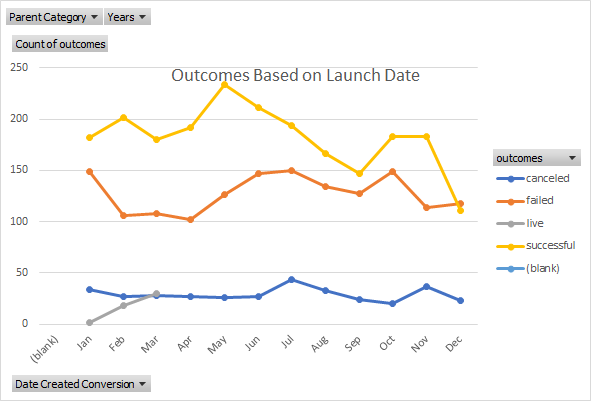 Parent Category Years
Count of outcomes
Outcomes Based on Launch Date
250
200
150
100
50
0
(blank) Jan Feb Mar Apr May Jun Jul Aug Sep Oct Nov Dec
outcomes
canceled
failed
live
successful
(blank)
Date Created Conversion